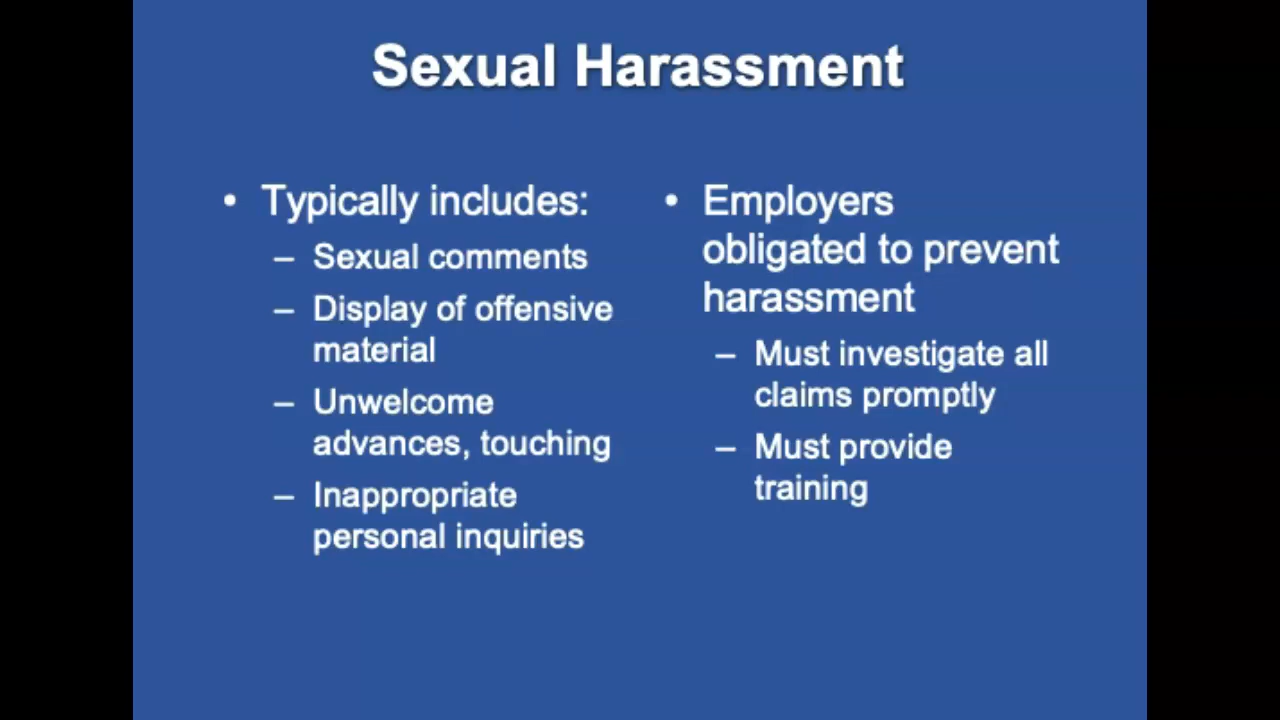 Sexual Harassment
• Typically includes:
– Sexual comments
– Display of offensive
material
– Unwelcome
advances, touching
– Inappropriate
personal inquiries
• Employers
obligated to prevent
harassment
– Must investigate all
claims promptly
– Must provide
training